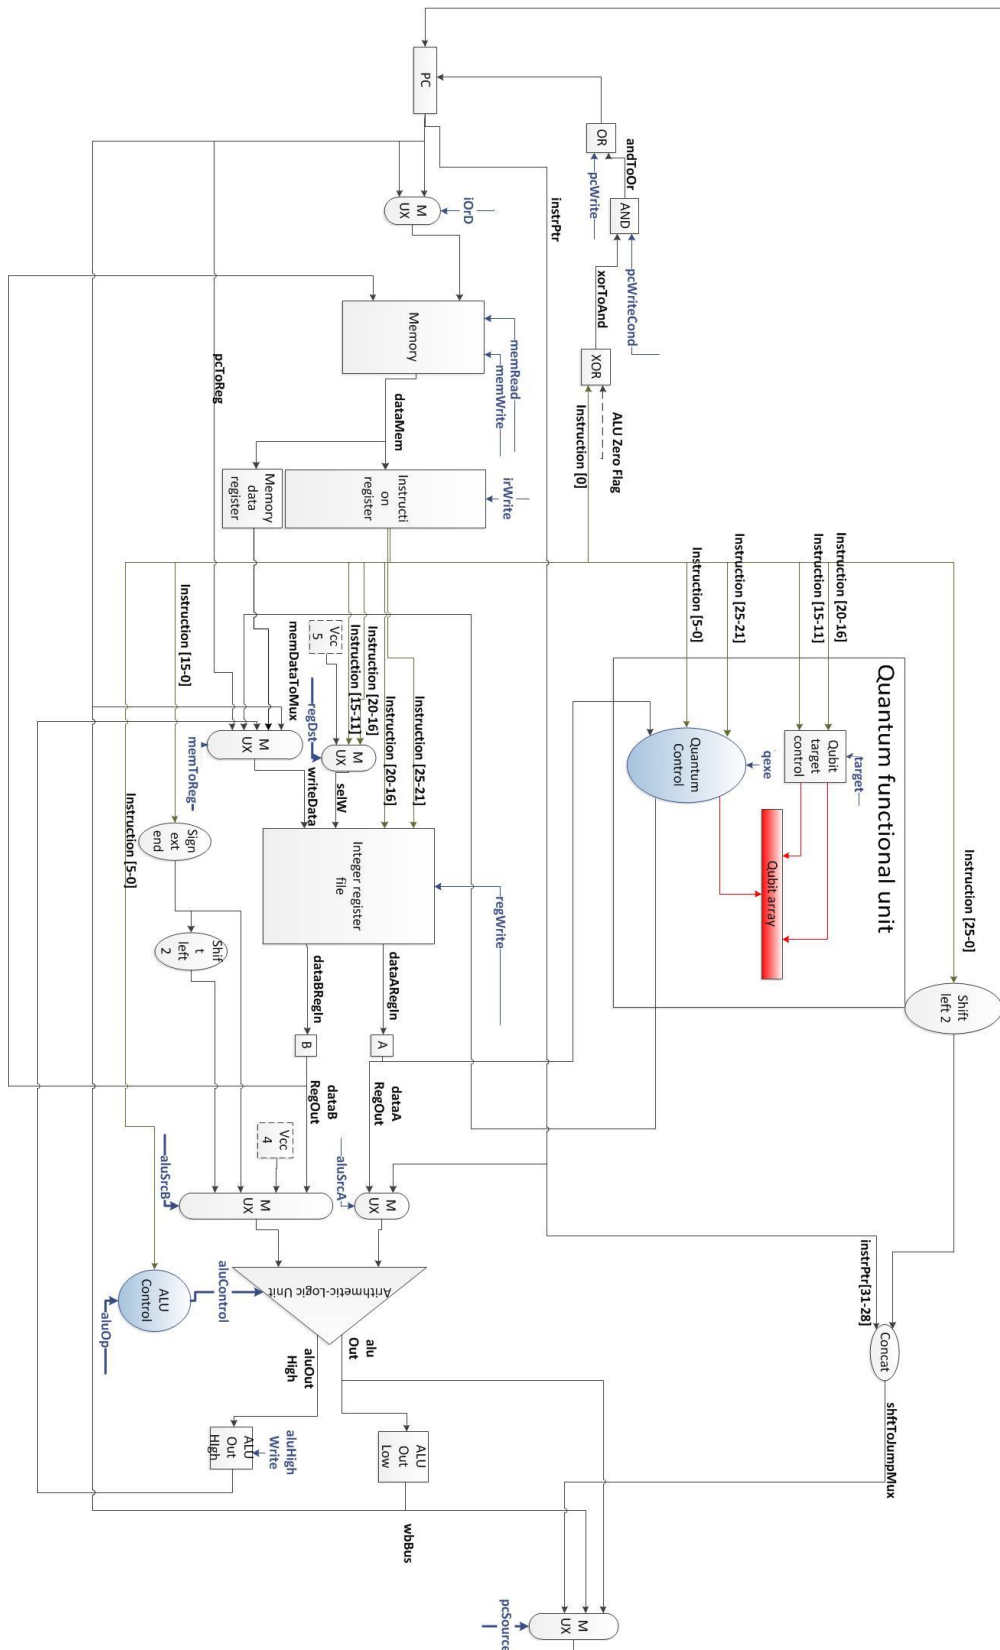 PC
OR
andToOr
pcWrite
AND
pcWriteCond
xorToAnd
XOR
ALU Zero Flag
Instruction [0]
instrPtr
iOrD
M
UX
Memory
memRead
memWrite
dataMem
pcToReg
Memory
data
register
Instructi
on
register
irWrite
Instruction [25-0]
Instruction [20-16]
Instruction [15-11]
Instruction [25-21]
Instruction [5-0]
Quantum functional unit
Qubit
target
control
target
Quantum
Control
qexe
Qubit array
Shift
left 2
Instruction [25-21]
Instruction [20-16]
Instruction [20-16]
Instruction [15-11]
Vcc
5
regDst
M
UX
selW
memDataToMux
M
UX
memToReg
writeData
Integer register
file
regWrite
Instruction [15-0]
Sign
ext
end
Shif
t
left
2
Instruction [5-0]
dataARegIn
dataBRegIn
A
B
dataA
RegOut
dataB
RegOut
Vcc
4
aluSrcA
M
UX
aluSrcB
M
UX
Arithmetic-Logic Unit
ALU
Control
aluControl
aluOp
alu
Out
aluOut
High
ALU
Out
High
aluHigh
Write
ALU
Out
Low
wbBus
instrPtr[31-28]
Concat
shftToJumpMux
pcSource
M
UX